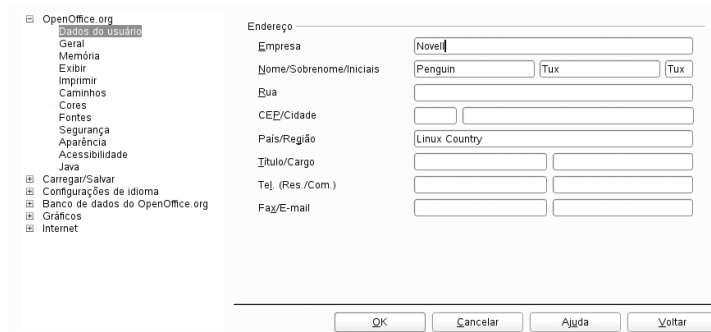 OpenOffice.org
Dados do usuário
Geral
Memória
Exibir
Imprimir
Caminhos
Cores
Fontes
Segurança
Aparência
Acessibilidade
Java
Carregar/Salvar
Configurações de idioma
Banco de dados do OpenOffice.org
Gráficos
Internet
Endereço
Empresa Novell
Nome/Sobrenome/Iniciais Penguin Tux Tux
Rua
CEP/Cidade
País/Região Linux Country
Título/Cargo
Tel. (Res./Com.)
Fax/E-mail
OK Cancelar Ajuda Voltar